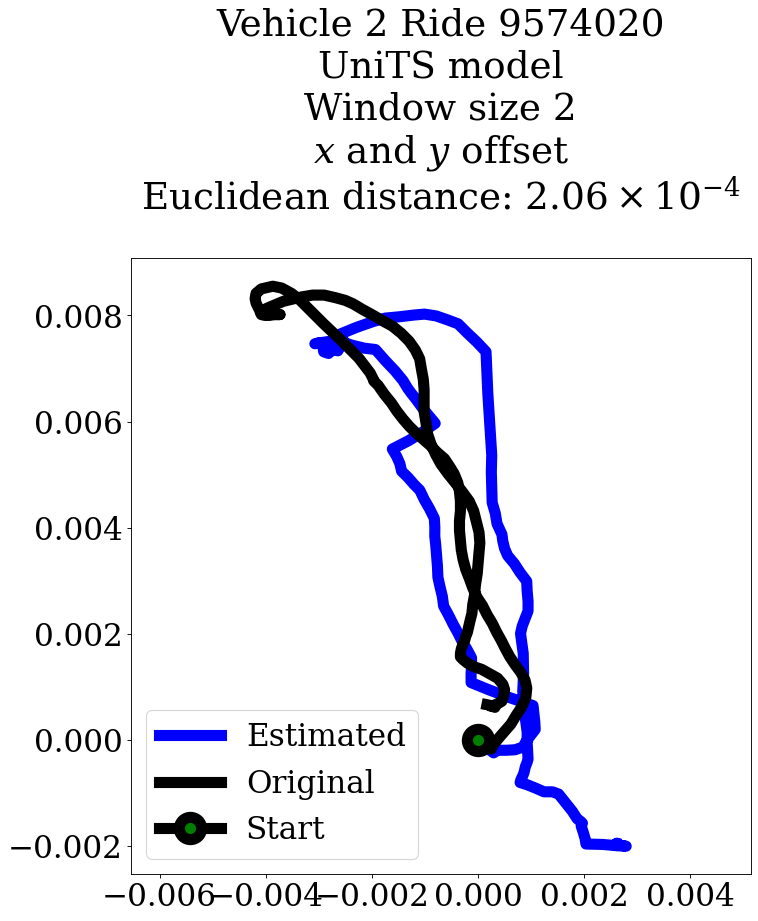 Vehicle 2 Ride 9574020
UniTS model
Window size 2
x and y offset
Euclidean distance: 2.06 × 10⁻⁴
0.008
0.006
0.004
0.002
0.000
−0.002
Estimated
Original
Start
−0.006 −0.004 −0.002 0.000 0.002 0.004